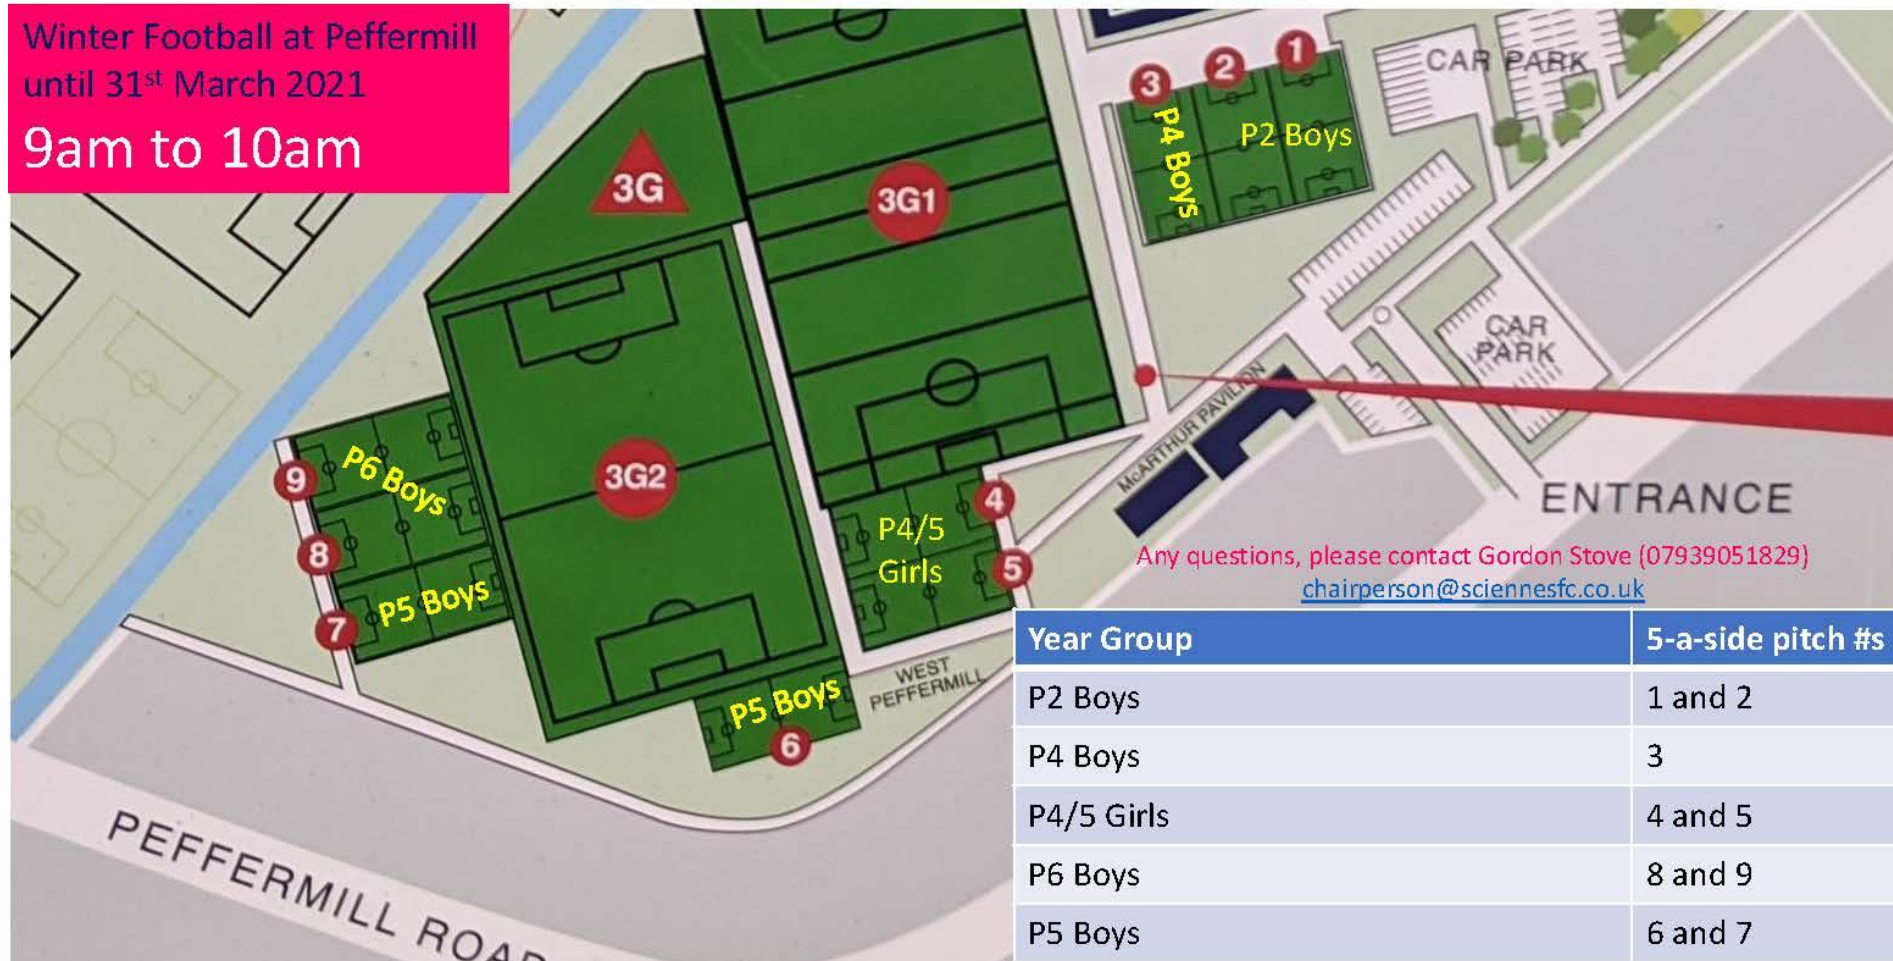 Winter Football at Peffermill
until 31st March 2021
9am to 10am
CAR PARK
1
2
3
P2 Boys
P4 Boys
3G
3G1
CAR
PARK
McARTHUR PAVILION
ENTRANCE
9
P6 Boys
3G2
4
P4/5
Girls
8
5
P5 Boys
7
WEST
PEFFERMILL
P5 Boys
6
PEFFERMILL ROAD
Any questions, please contact Gordon Stove (07939051829)
chairperson@sciennesfc.co.uk
Year Group 5-a-side pitch #s
P2 Boys 1 and 2
P4 Boys 3
P4/5 Girls 4 and 5
P6 Boys 8 and 9
P5 Boys 6 and 7